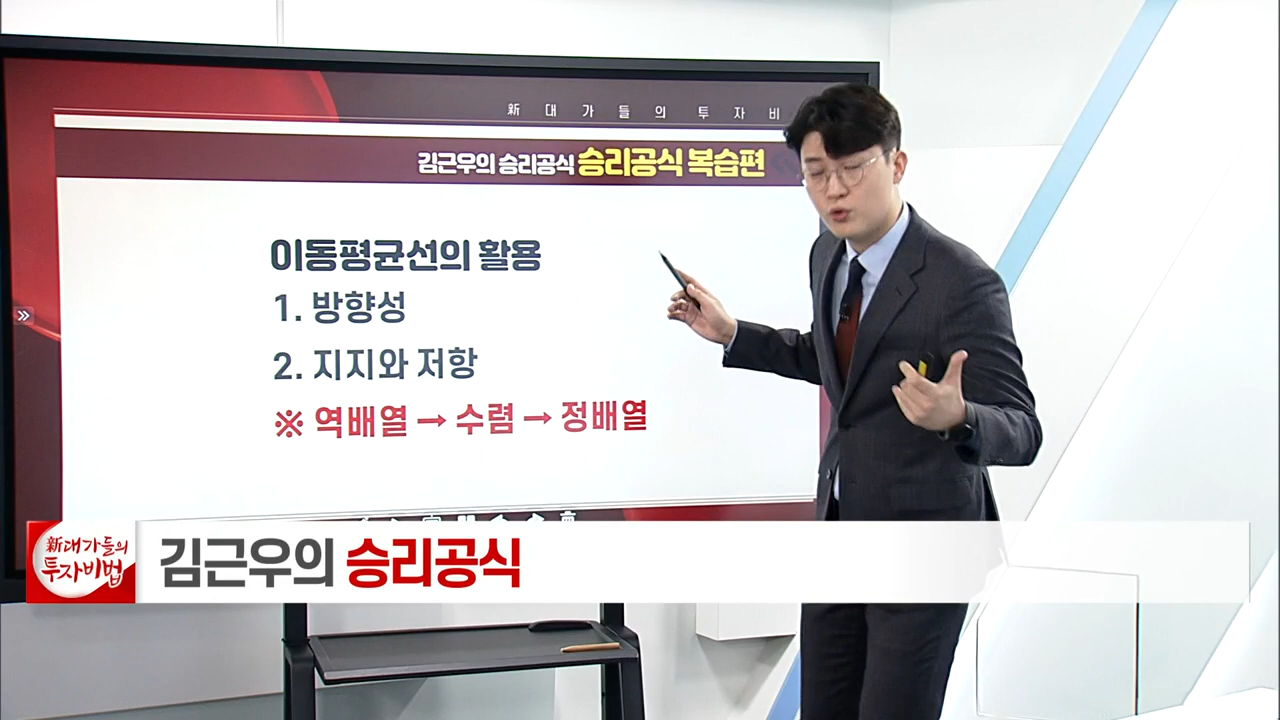 新대가들의투자비
김근우의 승리공식 승리공식 복습편
이동평균선의 활용
1. 방향성
2. 지지와 저항
※ 역배열 → 수렴 → 정배열
新대가들의
투자비법
김근우의 승리공식